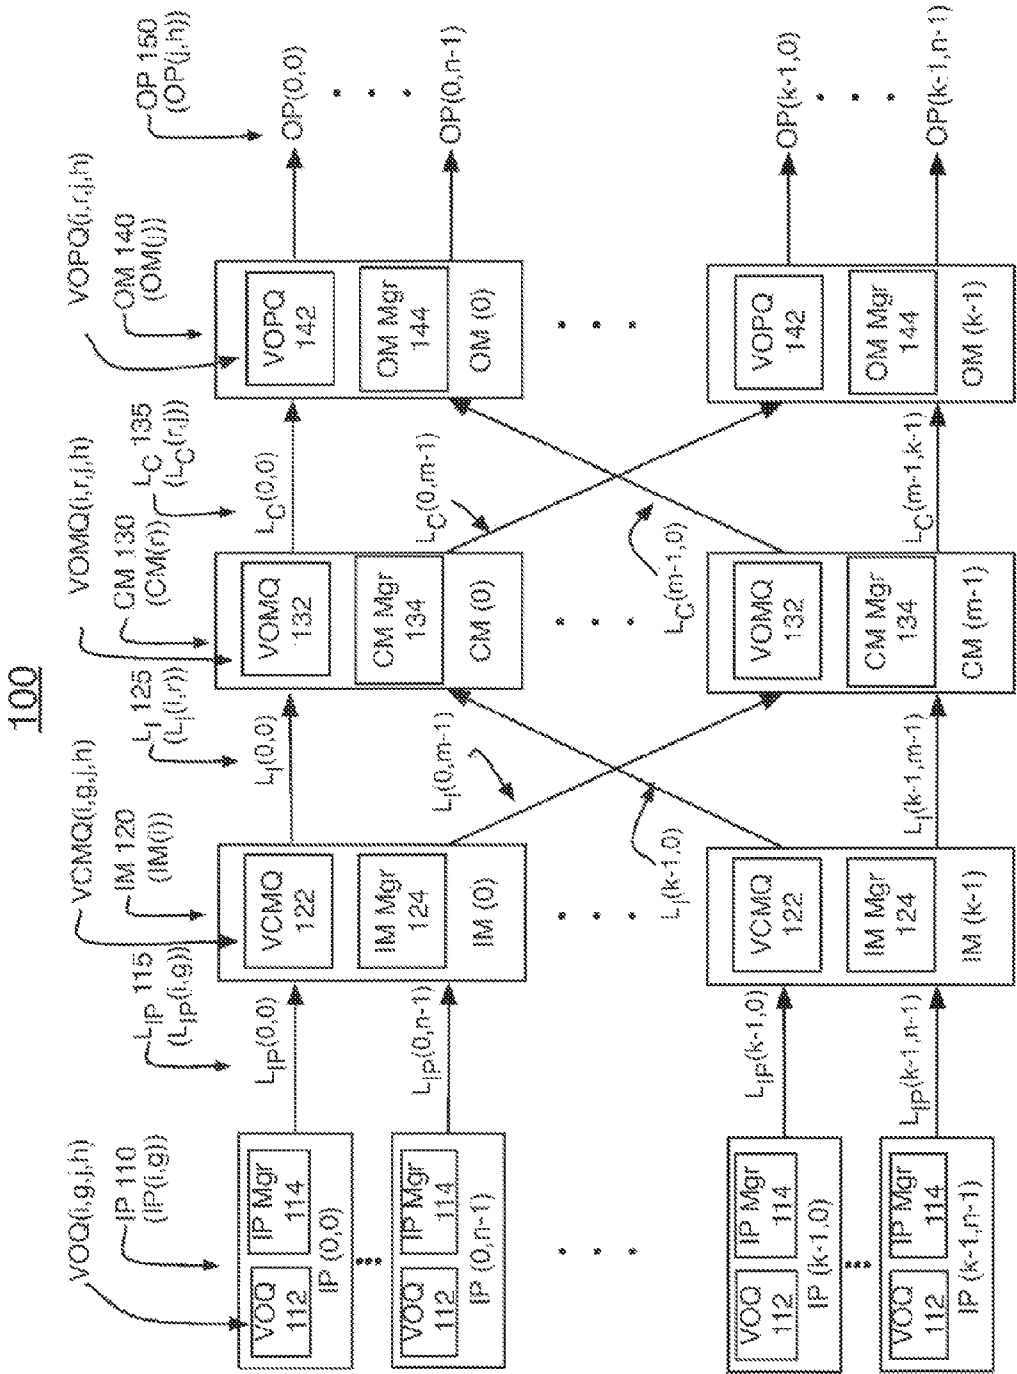 100
VOQ(i,g,j,h)
IP 110
(IP(i,g))
LIP 115
(LIP(i,g))
VCMQ(i,g,j,h)
IM 120
(IM(i))
LI 125
(LI(i,r))
VOMQ(i,r,j,h)
CM 130
(CM(r))
LC 135
(LC(r,j))
VOPQ(i,r,j,h)
OM 140
(OM(j))
OP 150
(OP(j,h))
VOQ
112
IP Mgr
114
IP (0,0)
LIP(0,0)
VCMQ
122
IM Mgr
124
IM (0)
LI(0,0)
VOMQ
132
CM Mgr
134
CM (0)
LC(0,0)
VOPQ
142
OM Mgr
144
OM (0)
OP(0,0)
VOQ
112
IP Mgr
114
IP (0,n-1)
LIP(0,n-1)
LI(0,m-1)
LC(0,m-1)
OP(0,n-1)
LI(k-1,0)
LC(m-1,0)
VOQ
112
IP Mgr
114
IP (k-1,0)
LIP(k-1,0)
VCMQ
122
IM Mgr
124
IM (k-1)
VOMQ
132
CM Mgr
134
CM (m-1)
VOPQ
142
OM Mgr
144
OM (k-1)
OP(k-1,0)
VOQ
112
IP Mgr
114
IP (k-1,n-1)
LIP(k-1,n-1)
LI(k-1,m-1)
LC(m-1,k-1)
OP(k-1,n-1)